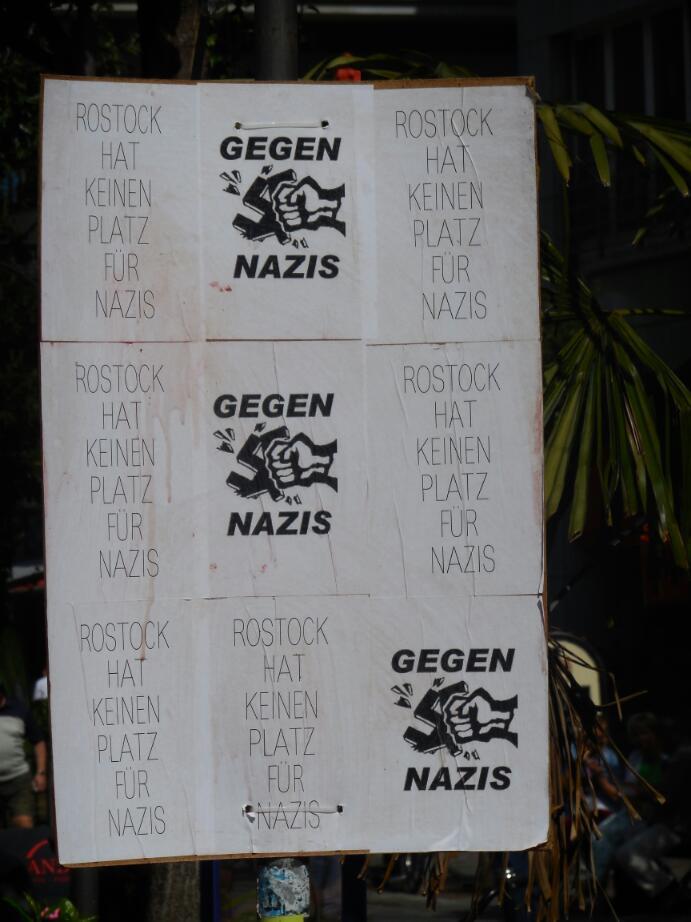 ROSTOCK
HAT
KEINEN
PLATZ
FÜR
NAZIS
GEGEN
NAZIS
ROSTOCK
HAT
KEINEN
PLATZ
FÜR
NAZIS
ROSTOCK
HAT
KEINEN
PLATZ
FÜR
NAZIS
GEGEN
NAZIS
ROSTOCK
HAT
KEINEN
PLATZ
FÜR
NAZIS
ROSTOCK
HAT
KEINEN
PLATZ
FÜR
NAZIS
ROSTOCK
HAT
KEINEN
PLATZ
FÜR
NAZIS
GEGEN
NAZIS